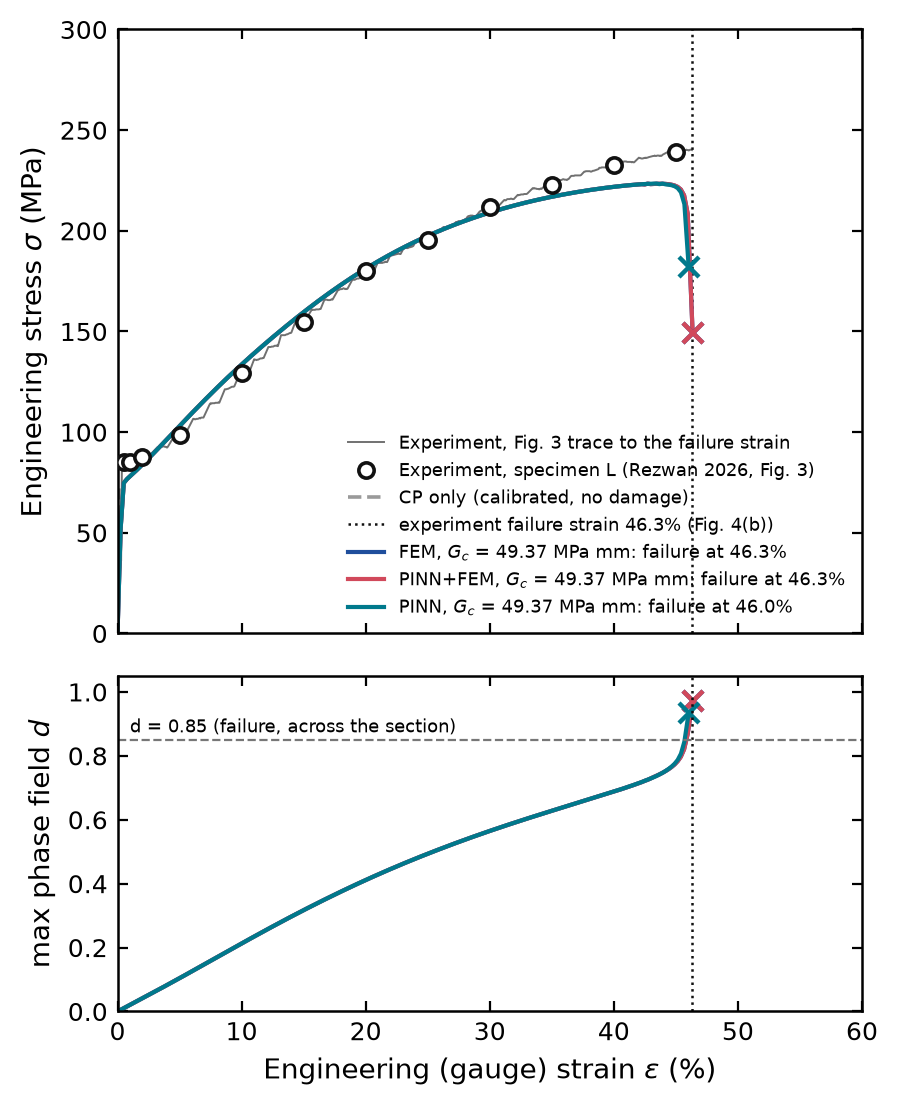 300
250
200
150
100
50
0
Engineering stress σ (MPa)
Experiment, Fig. 3 trace to the failure strain
Experiment, specimen L (Rezwan 2026, Fig. 3)
CP only (calibrated, no damage)
experiment failure strain 46.3% (Fig. 4(b))
FEM, G_c = 49.37 MPa mm: failure at 46.3%
PINN+FEM, G_c = 49.37 MPa mm: failure at 46.3%
PINN, G_c = 49.37 MPa mm: failure at 46.0%
1.0
0.8
0.6
0.4
0.2
0.0
max phase field d
d = 0.85 (failure, across the section)
0 10 20 30 40 50 60
Engineering (gauge) strain ε (%)